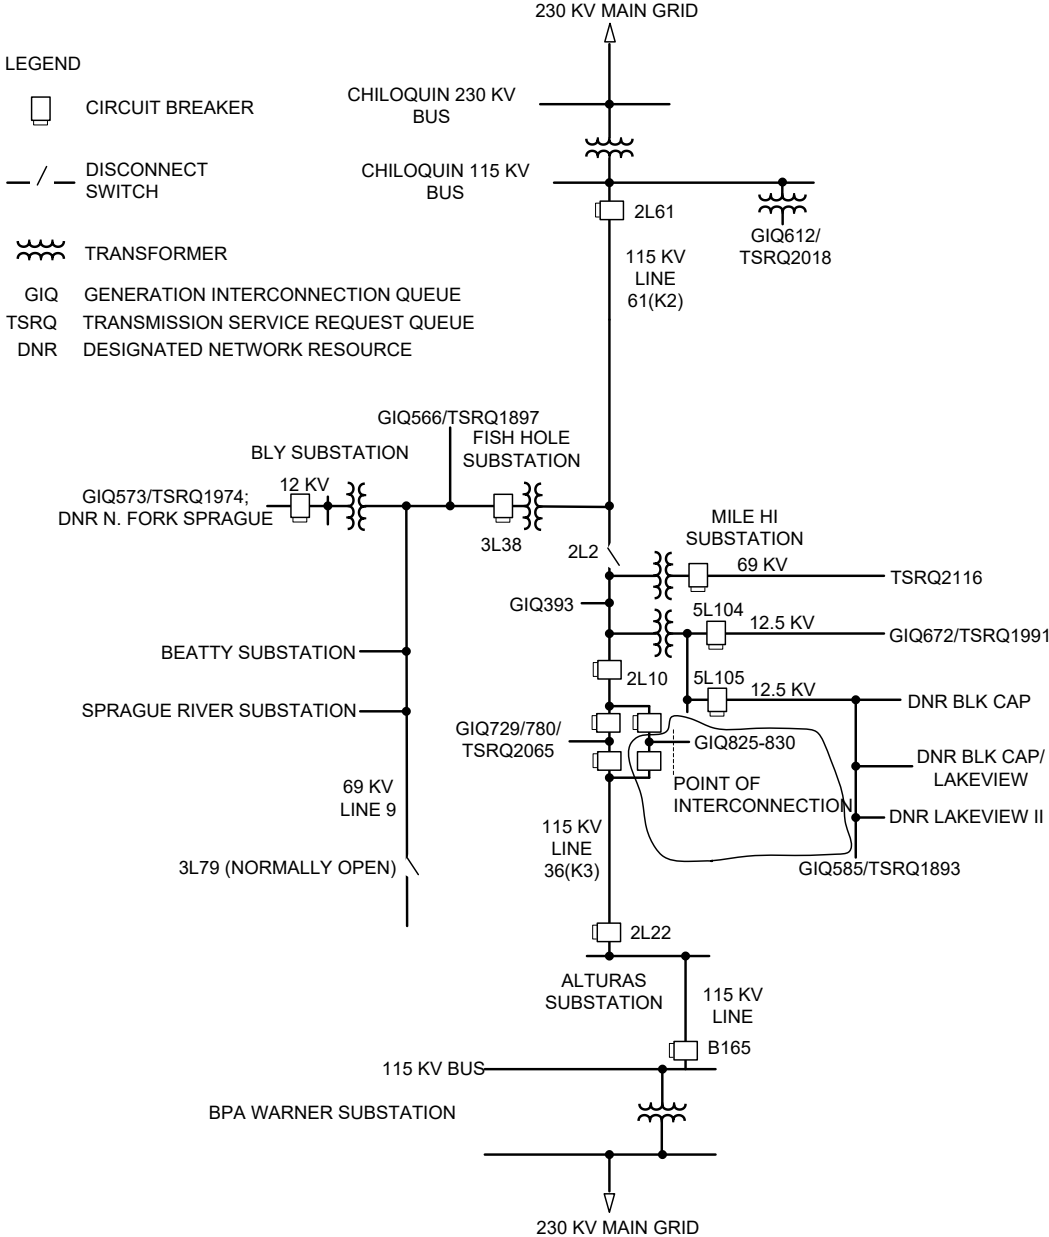 230 KV MAIN GRID
LEGEND
CIRCUIT BREAKER
DISCONNECT
SWITCH
TRANSFORMER
GIQ GENERATION INTERCONNECTION QUEUE
TSRQ TRANSMISSION SERVICE REQUEST QUEUE
DNR DESIGNATED NETWORK RESOURCE
CHILOQUIN 230 KV
BUS
CHILOQUIN 115 KV
BUS
2L61
GIQ612/
TSRQ2018
115 KV
LINE
61(K2)
GIQ566/TSRQ1897
FISH HOLE
SUBSTATION
BLY SUBSTATION
12 KV
GIQ573/TSRQ1974;
DNR N. FORK SPRAGUE
3L38
2L2
MILE HI
SUBSTATION
69 KV
TSRQ2116
GIQ393
5L104
12.5 KV
GIQ672/TSRQ1991
BEATTY SUBSTATION
2L10
5L105
12.5 KV
DNR BLK CAP
SPRAGUE RIVER SUBSTATION
GIQ729/780/
TSRQ2065
GIQ825-830
POINT OF
INTERCONNECTION
DNR BLK CAP/
LAKEVIEW
DNR LAKEVIEW II
GIQ585/TSRQ1893
69 KV
LINE 9
115 KV
LINE
36(K3)
3L79 (NORMALLY OPEN)
2L22
ALTURAS
SUBSTATION
115 KV
LINE
B165
115 KV BUS
BPA WARNER SUBSTATION
230 KV MAIN GRID